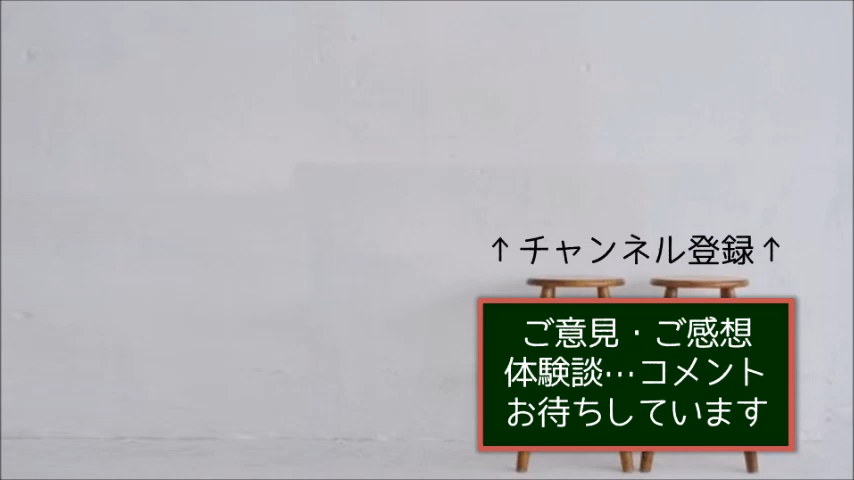 ↑チャンネル登録↑
ご意見・ご感想
体験談…コメント
お待ちしています